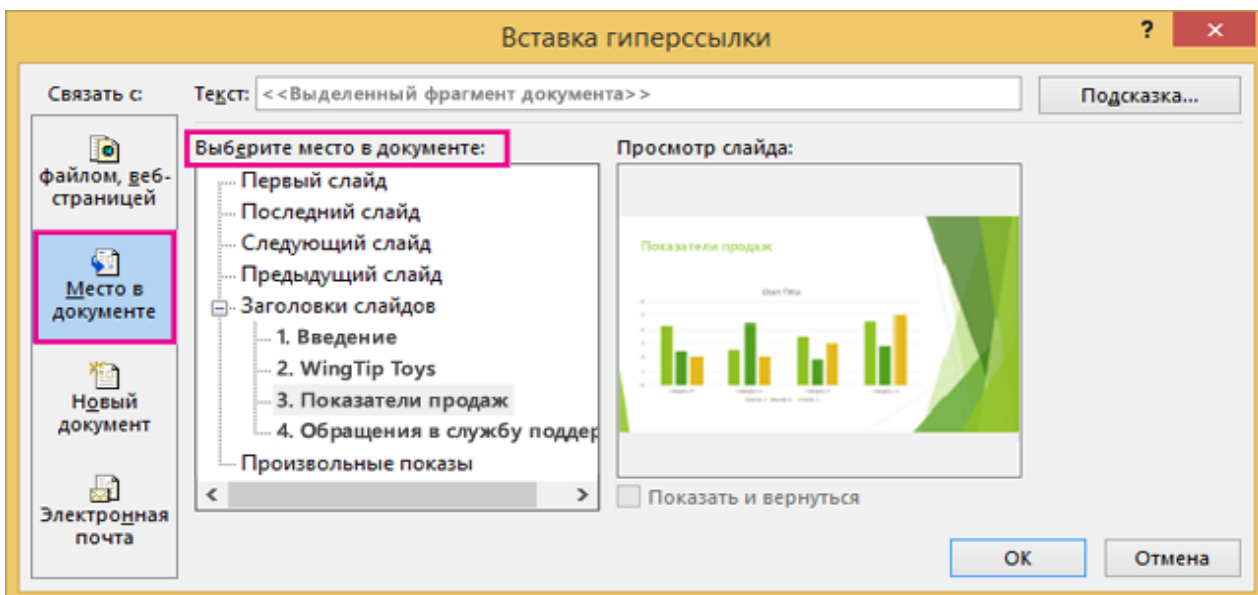 Вставка гиперссылки
?
Связать с:
Текст: <<Выделенный фрагмент документа>>
Подсказка...
файлом, веб-
страницей
Место в
документе
Новый
документ
Электронная
почта
Выберите место в документе:
Первый слайд
Последний слайд
Следующий слайд
Предыдущий слайд
Заголовки слайдов
1. Введение
2. WingTip Toys
3. Показатели продаж
4. Обращения в службу поддер
Произвольные показы
Просмотр слайда:
Показатели продаж
Chart Title
Показать и вернуться
ОК
Отмена